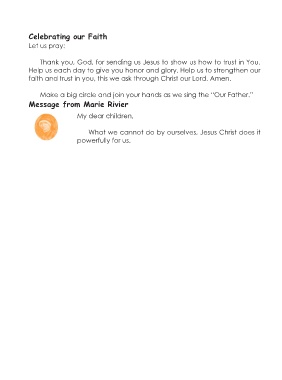 Celebrating our Faith
Let us pray:
Thank you, God, for sending us Jesus to show us how to trust in You.
Help us each day to give you honor and glory. Help us to strengthen our
faith and trust in you, this we ask through Christ our Lord. Amen.
Make a big circle and join your hands as we sing the "Our Father."
Message from Marie Rivier
My dear children,
What we cannot do by ourselves, Jesus Christ does it
powerfully for us.